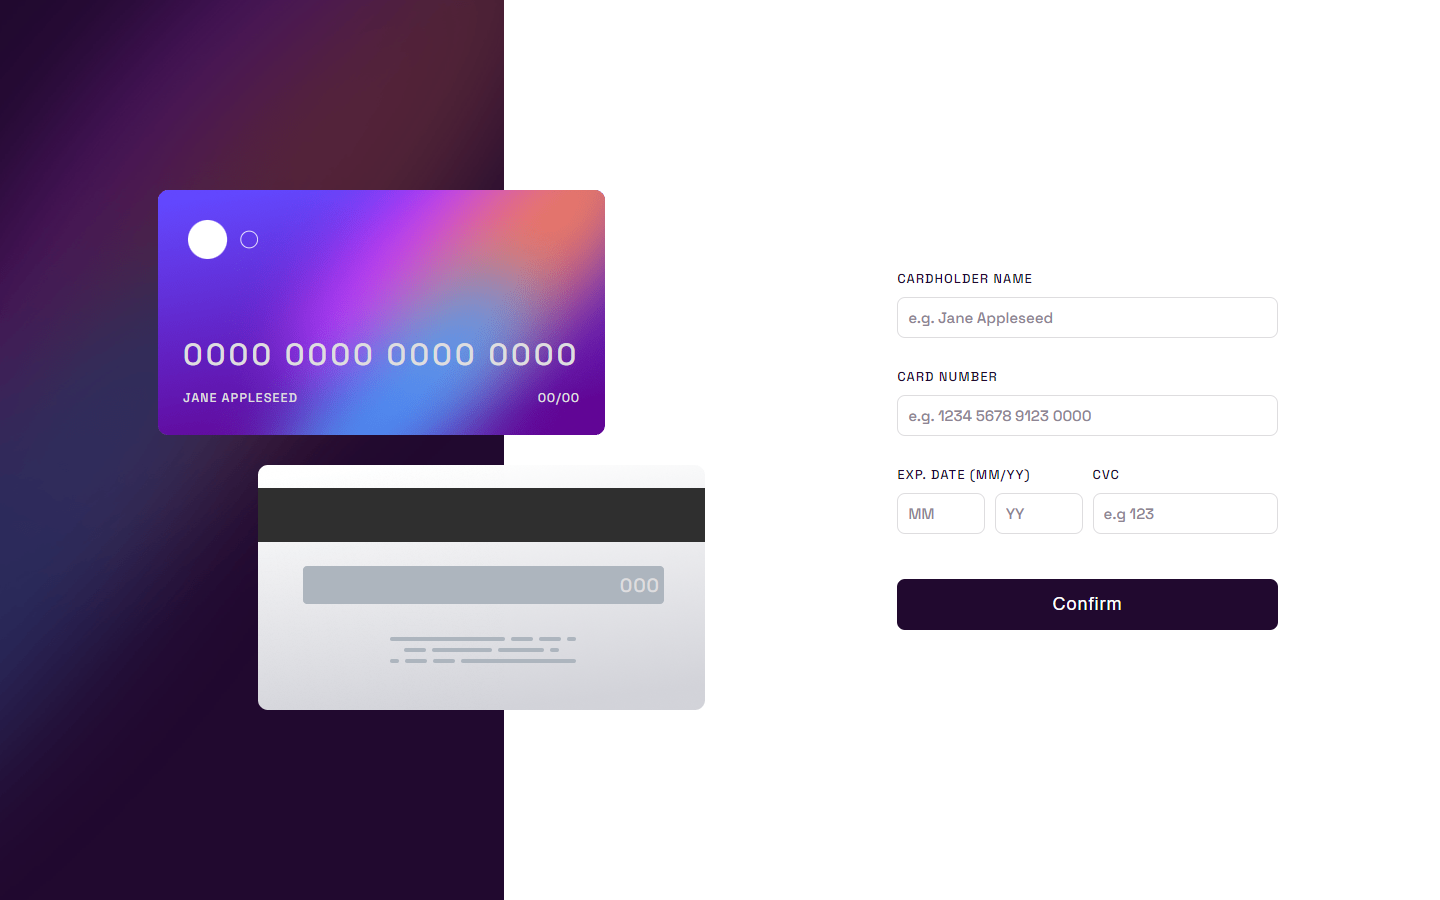 0000 0000 0000 0000
JANE APPLESEED 00/00
000
CARDHOLDER NAME
e.g. Jane Appleseed
CARD NUMBER
e.g. 1234 5678 9123 0000
EXP. DATE (MM/YY) CVC
MM YY e.g 123
Confirm